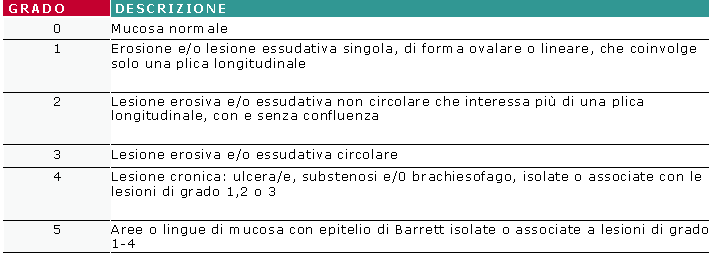 GRADO DESCRIZIONE
0 Mucosa normale
1 Erosione e/o lesione essudativa singola, di forma ovalare o lineare, che coinvolge
solo una plica longitudinale
2 Lesione erosiva e/o essudativa non circolare che interessa più di una plica
longitudinale, con e senza confluenza
3 Lesione erosiva e/o essudativa circolare
4 Lesione cronica: ulcera/e, substenosi e/0 brachiesofago, isolate o associate con le
lesioni di grado 1,2 o 3
5 Aree o lingue di mucosa con epitelio di Barrett isolate o associate a lesioni di grado
1-4